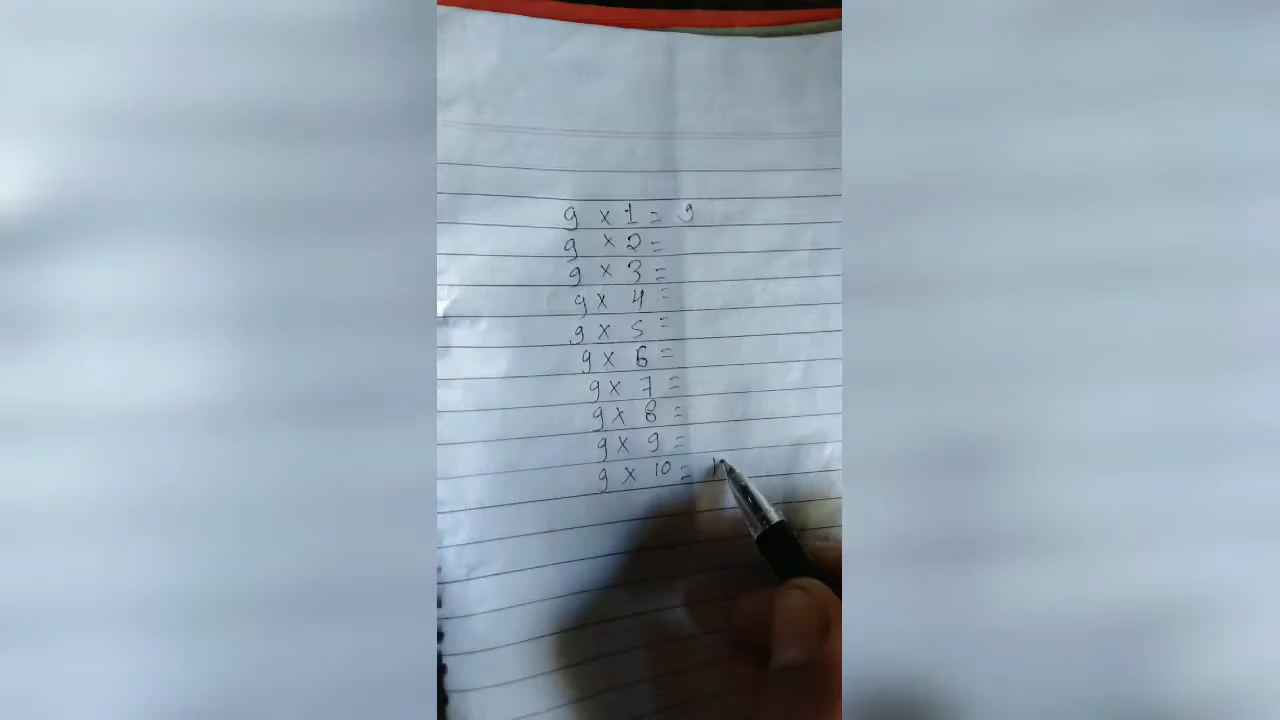 9 x 1 = 9
9 x 2 =
9 x 3 =
9 x 4 =
9 x 5 =
9 x 6 =
9 x 7 =
9 x 8 =
9 x 9 =
9 x 10 =